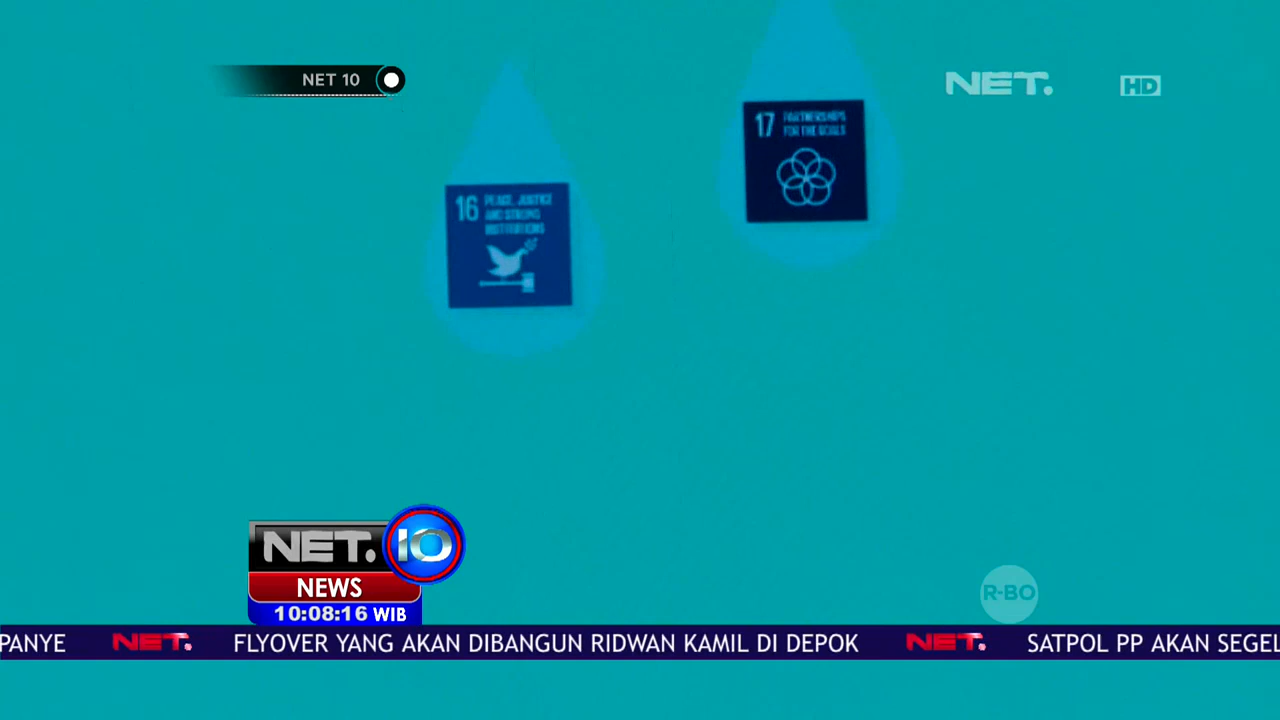 NET 10
NET.
HD
17 PARTNERSHIPS
FOR THE GOALS
16 PEACE, JUSTICE
AND STRONG
INSTITUTIONS
NET. 10
NEWS
10:08:16 WIB
R-BO
PANYE NET. FLYOVER YANG AKAN DIBANGUN RIDWAN KAMIL DI DEPOK NET. SATPOL PP AKAN SEGEL